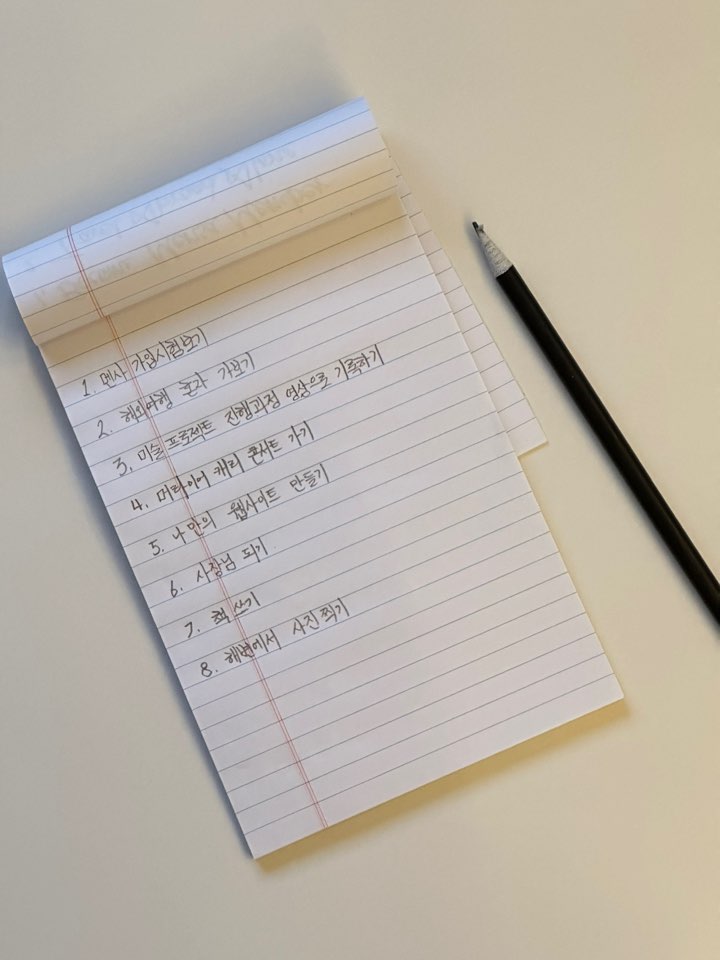 1. 멘사 가입시험보기
2. 해외여행 혼자 가보기
3. 미술프로젝트 진행과정 영상으로 기록하기
4. 머라이어 캐리 콘서트 가기
5. 나만의 웹사이트 만들기
6. 사장님 되기
7. 책 쓰기
8. 해변에서 사진찍기